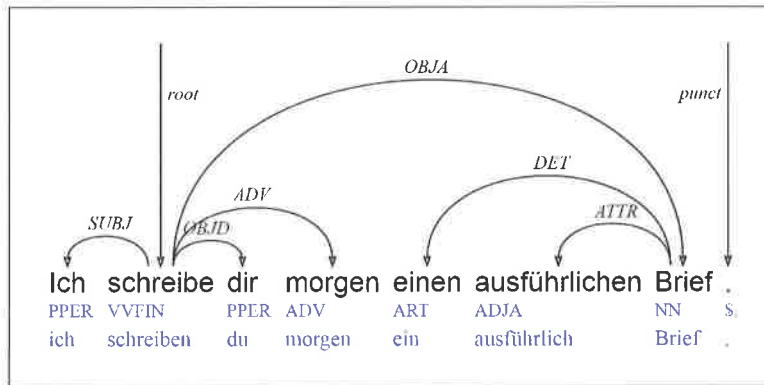 OBJA
root punct
DET
ADV
SUBJ OBJD ATTR
Ich schreibe dir morgen einen ausführlichen Brief .
PPER VVFIN PPER ADV ART ADJA NN $.
ich schreiben du morgen ein ausführlich Brief .